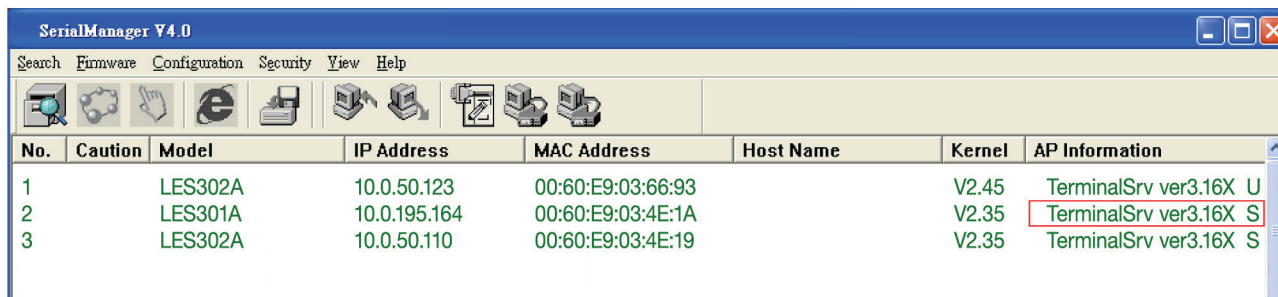 SerialManager V4.0
Search Firmware Configuration Security View Help
No. Caution Model IP Address MAC Address Host Name Kernel AP Information
1 LES302A 10.0.50.123 00:60:E9:03:66:93 V2.45 TerminalSrv ver3.16X U
2 LES301A 10.0.195.164 00:60:E9:03:4E:1A V2.35 TerminalSrv ver3.16X S
3 LES302A 10.0.50.110 00:60:E9:03:4E:19 V2.35 TerminalSrv ver3.16X S